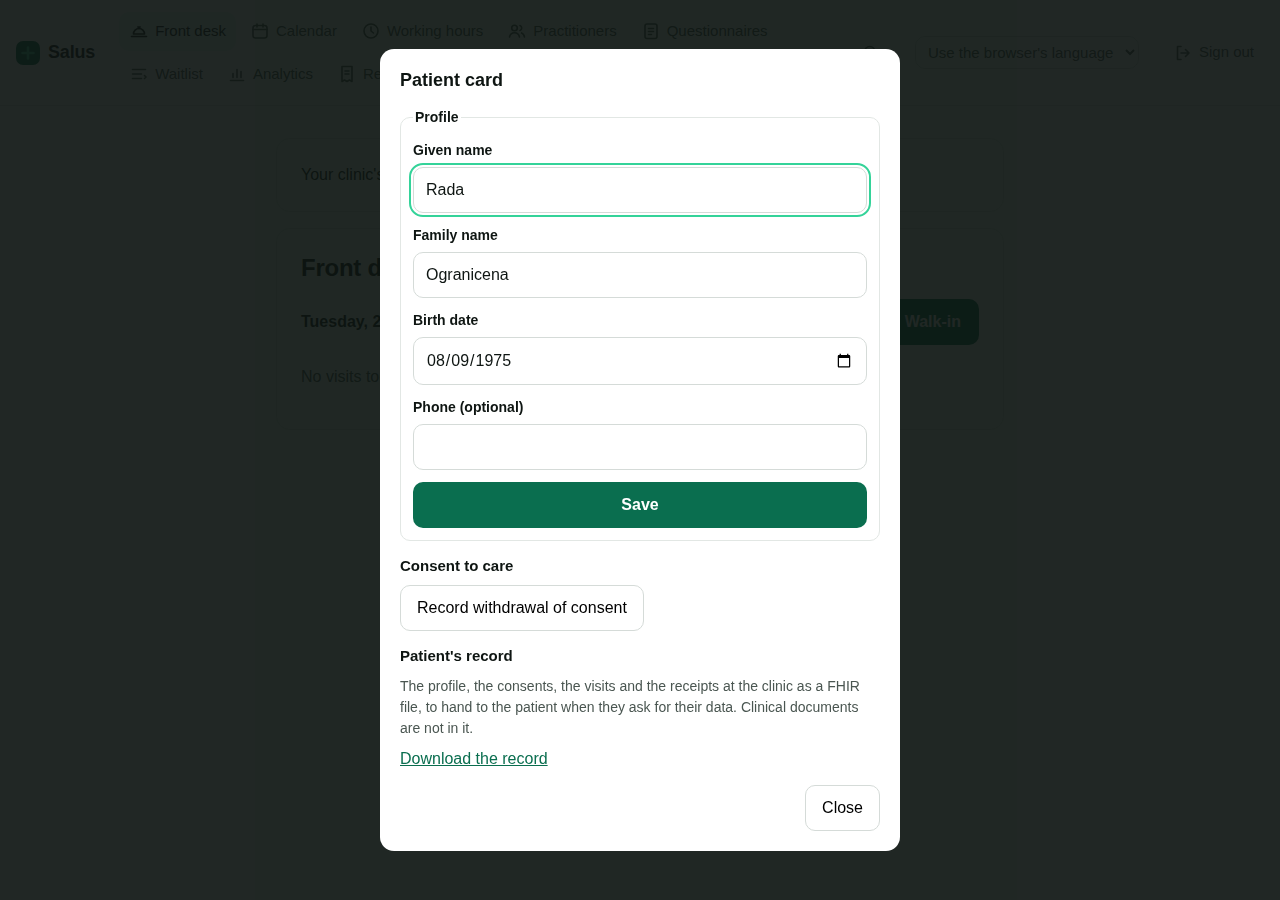 Salus
Front desk
Calendar
Working hours
Practitioners
Questionnaires
Waitlist
Analytics
Use the browser's language
Sign out
Your clinic's
Front d
Tuesday, 2
Walk-in
No visits to
Patient card
Profile
Given name
Rada
Family name
Ogranicena
Birth date
08/09/1975
Phone (optional)
Save
Consent to care
Record withdrawal of consent
Patient's record
The profile, the consents, the visits and the receipts at the clinic as a FHIR
file, to hand to the patient when they ask for their data. Clinical documents
are not in it.
Download the record
Close